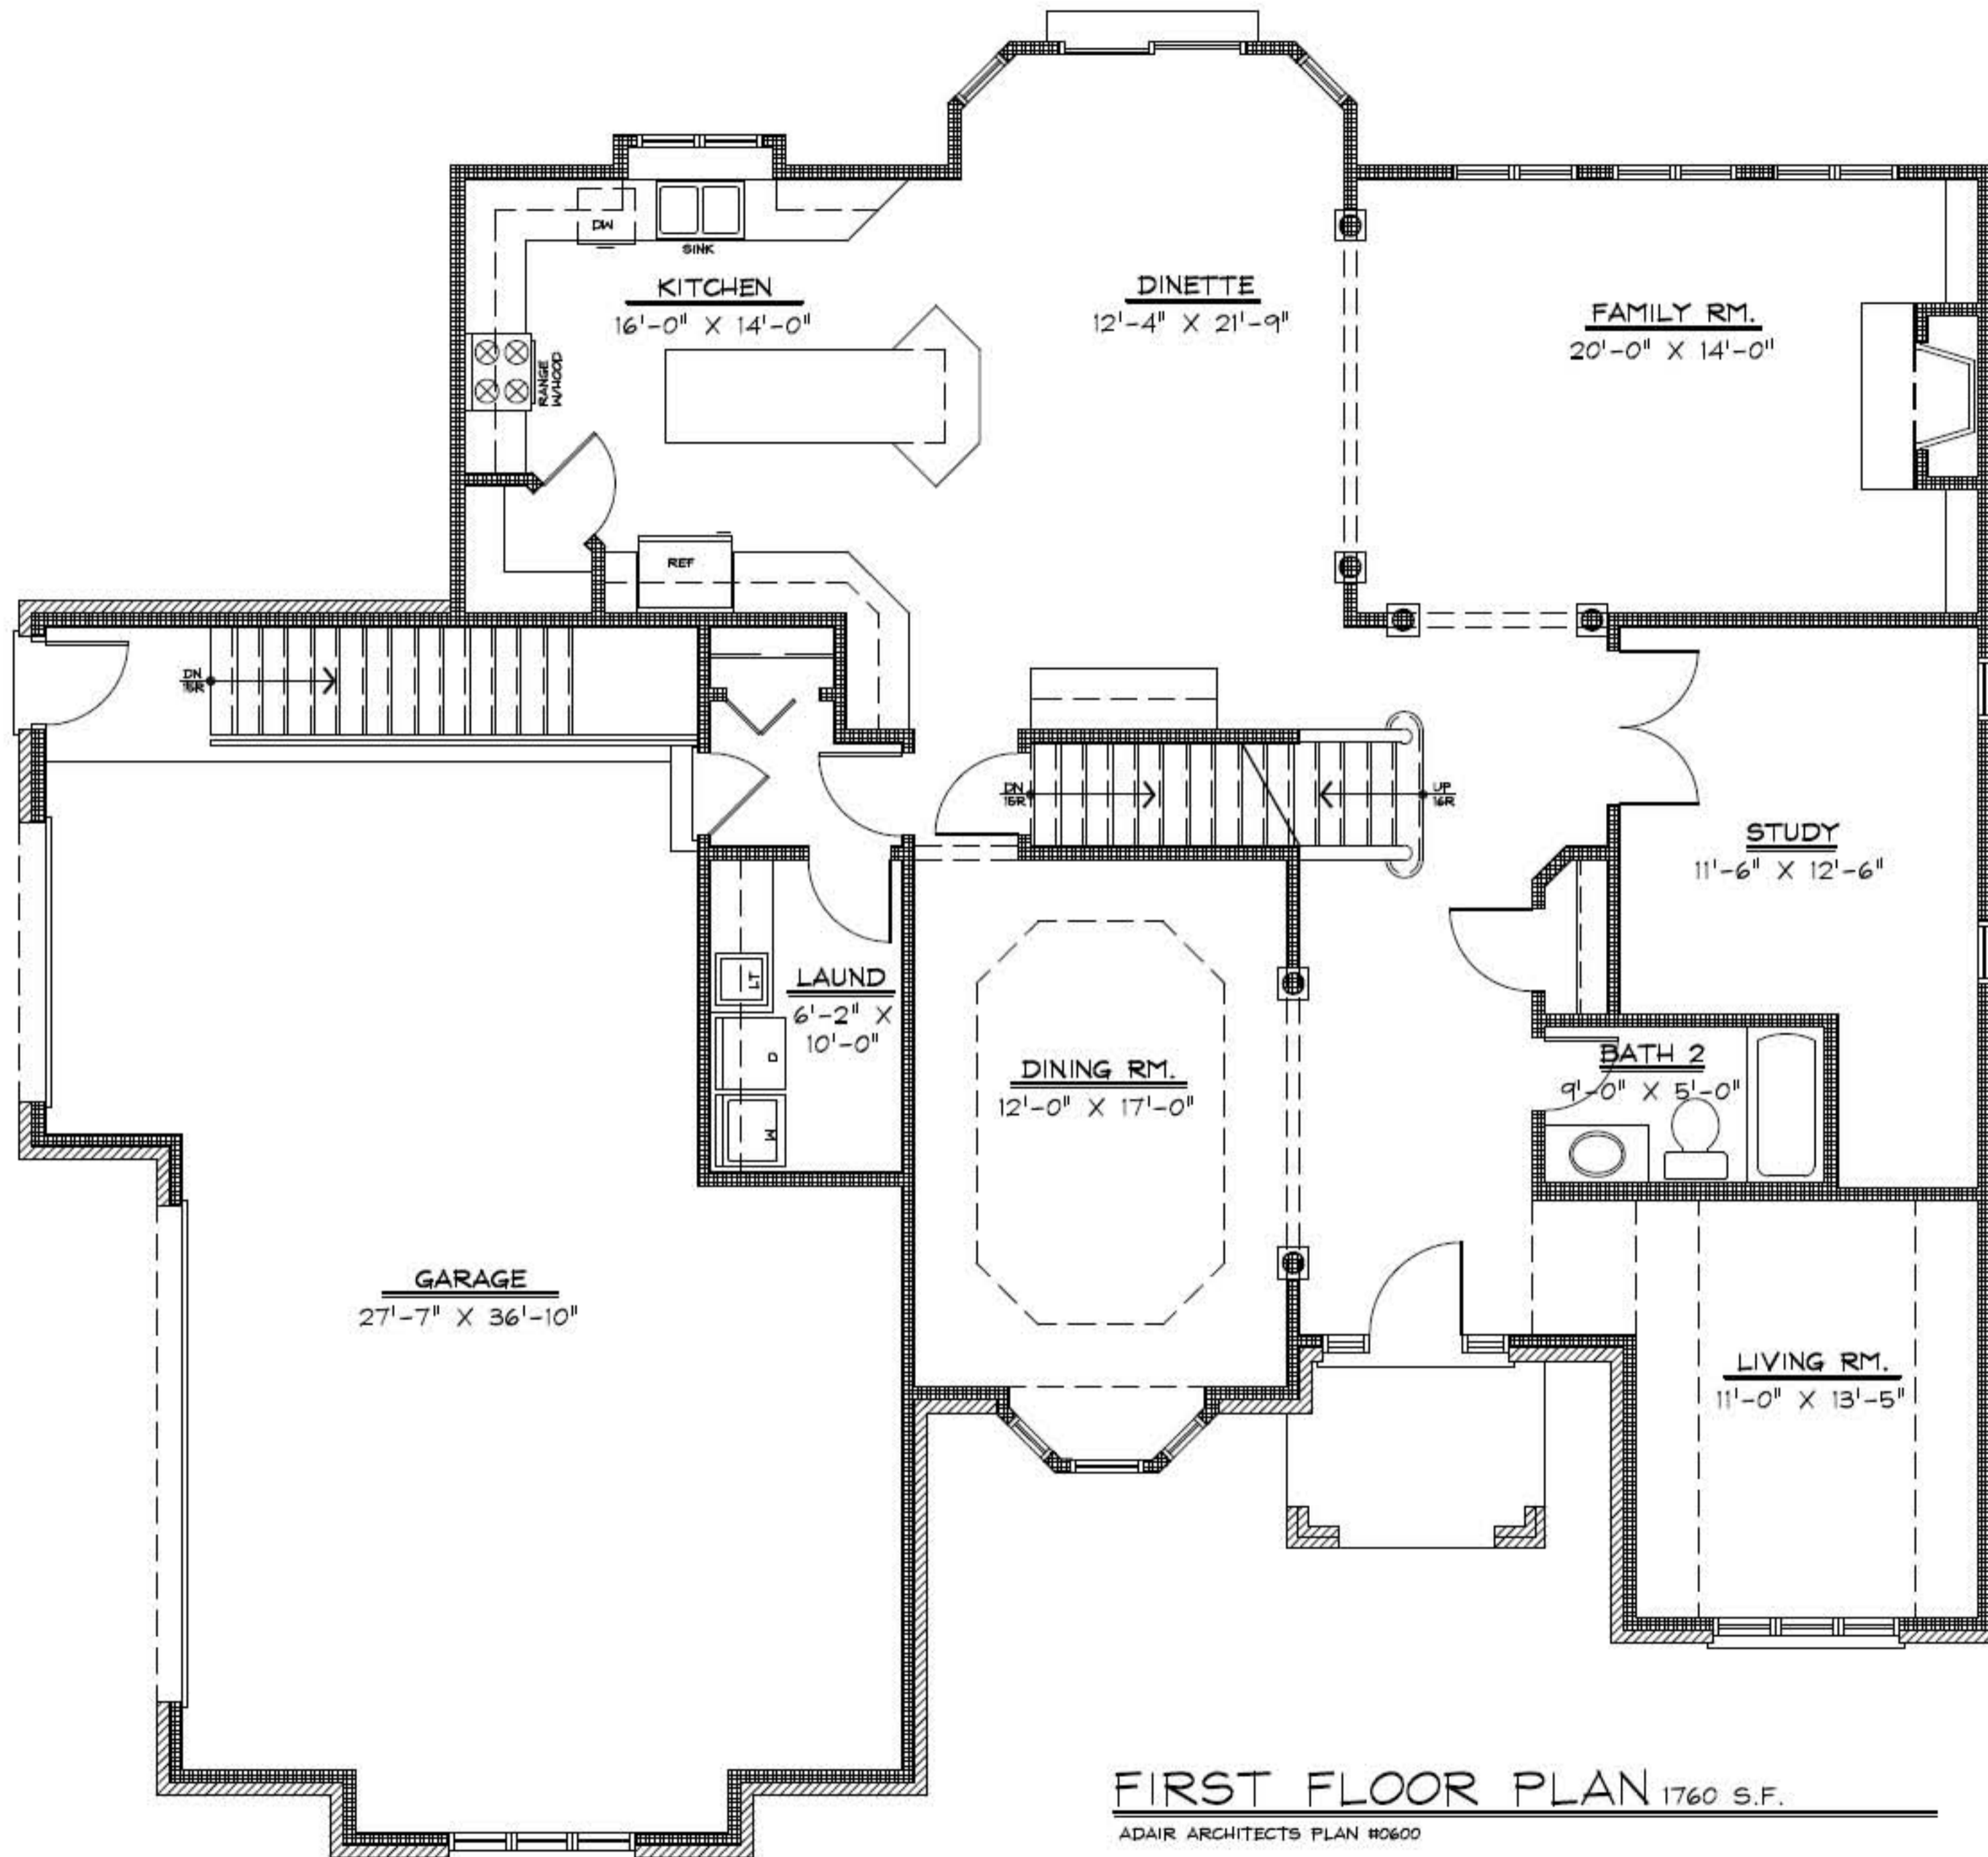 DW
SINK
KITCHEN
16'-0" X 14'-0"
DINETTE
12'-4" X 21'-9"
FAMILY RM.
20'-0" X 14'-0"
RANGE
W/HOOD
REF
DN
15R
DN
15R
UP
16R
STUDY
11'-6" X 12'-6"
LT
LAUND
6'-2" X
10'-0"
D
W
DINING RM.
12'-0" X 17'-0"
BATH 2
9'-0" X 5'-0"
GARAGE
27'-7" X 36'-10"
LIVING RM.
11'-0" X 13'-5"
FIRST FLOOR PLAN 1760 S.F.
ADAIR ARCHITECTS PLAN #0600